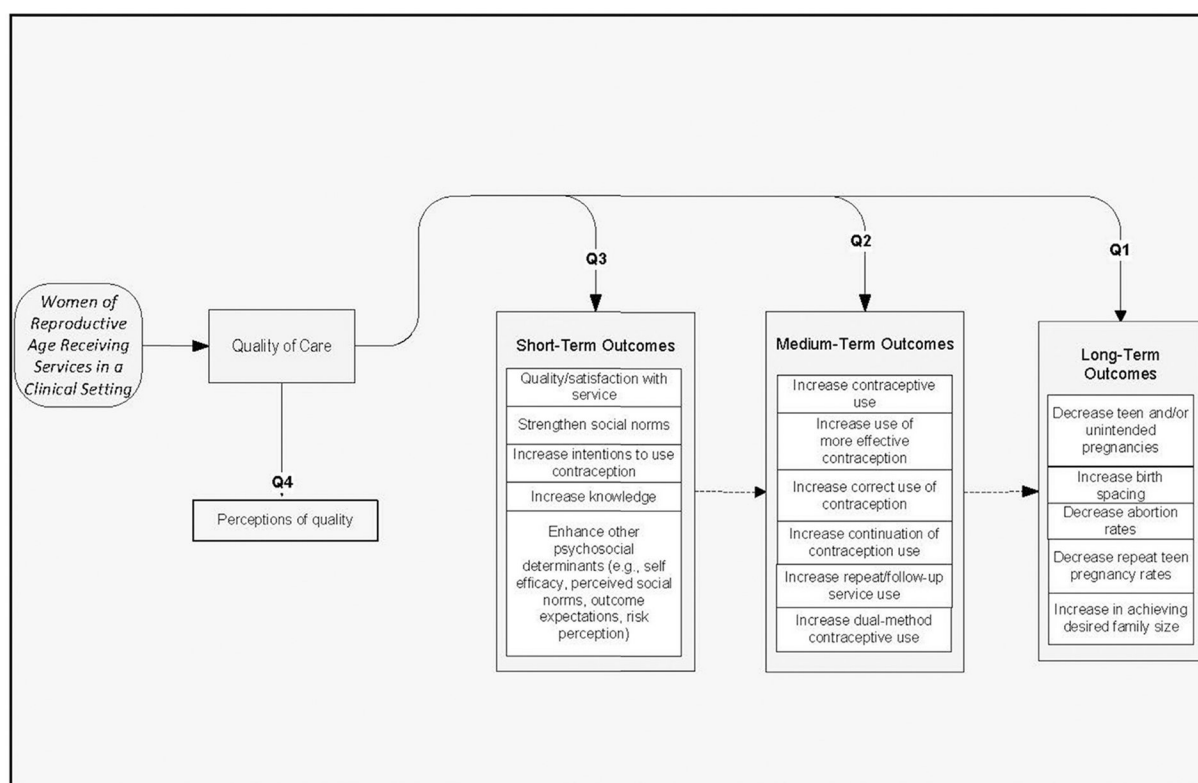 Q3
Q2
Q1
Women of
Reproductive
Age Receiving
Services in a
Clinical Setting
Quality of Care
Q4
Perceptions of quality
Short-Term Outcomes
Quality/satisfaction with
service
Strengthen social norms
Increase intentions to use
contraception
Increase knowledge
Enhance other
psychosocial
determinants (e.g., self
efficacy, perceived social
norms, outcome
expectations, risk
perception)
Medium-Term Outcomes
Increase contraceptive
use
Increase use of
more effective
contraception
Increase correct use of
contraception
Increase continuation of
contraception use
Increase repeat/follow-up
service use
Increase dual-method
contraceptive use
Long-Term
Outcomes
Decrease teen and/or
unintended
pregnancies
Increase birth
spacing
Decrease abortion
rates
Decrease repeat teen
pregnancy rates
Increase in achieving
desired family size